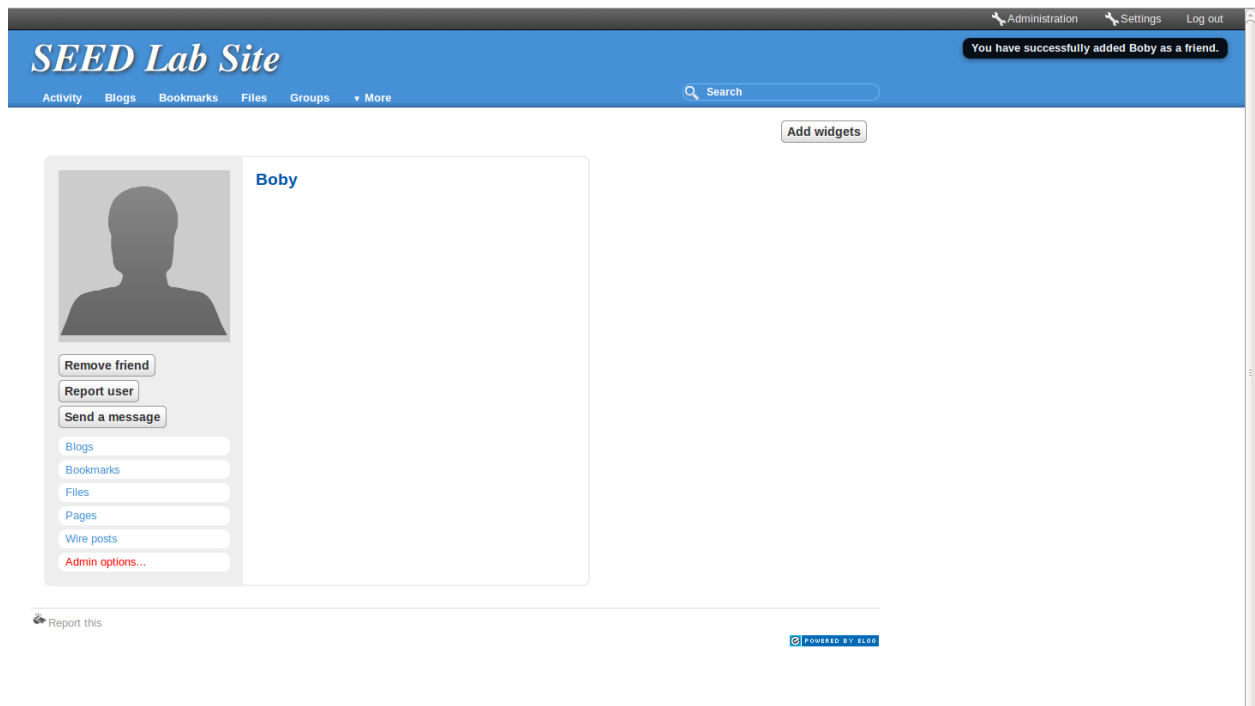 Administration Settings Log out
SEED Lab Site
You have successfully added Boby as a friend.
Activity Blogs Bookmarks Files Groups ▼ More
Search
Add widgets
Boby
Remove friend
Report user
Send a message
Blogs
Bookmarks
Files
Pages
Wire posts
Admin options...
Report this
POWERED BY ELGG